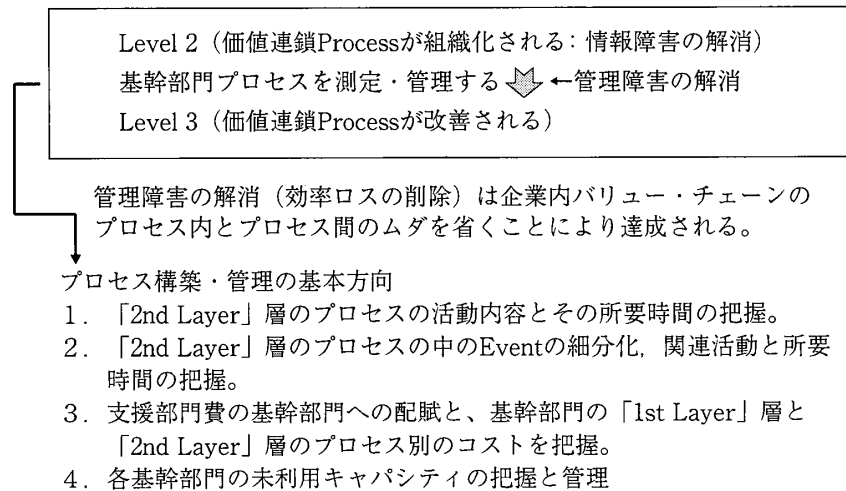 Level 2（価値連鎖Processが組織化される：情報障害の解消）
基幹部門プロセスを測定・管理する ←管理障害の解消
Level 3（価値連鎖Processが改善される）
管理障害の解消（効率ロスの削除）は企業内バリュー・チェーンの
プロセス内とプロセス間のムダを省くことにより達成される。
プロセス構築・管理の基本方向
1．「2nd Layer」層のプロセスの活動内容とその所要時間の把握。
2．「2nd Layer」層のプロセスの中のEventの細分化，関連活動と所要
時間の把握。
3．支援部門費の基幹部門への配賦と、基幹部門の「1st Layer」層と
「2nd Layer」層のプロセス別のコストを把握。
4．各基幹部門の未利用キャパシティの把握と管理